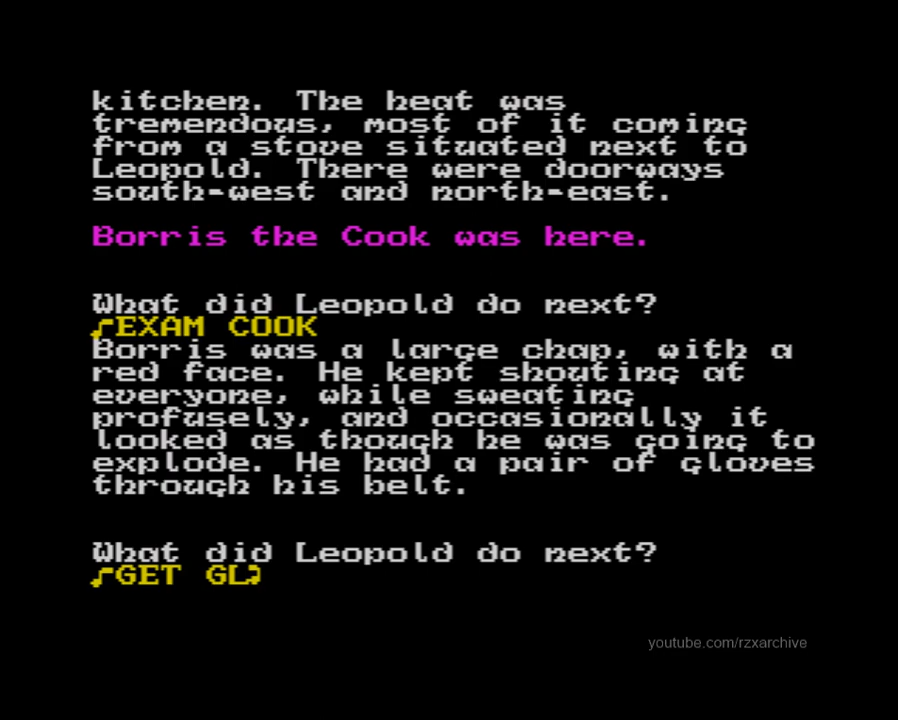 kitchen. The heat was
tremendous, most of it coming
from a stove situated next to
Leopold. There were doorways
south-west and north-east.
Borris the Cook was here.
What did Leopold do next?
EXAM COOK
Borris was a large chap, with a
red face. He kept shouting at
everyone, while sweating
profusely, and occasionally it
looked as though he was going to
explode. He had a pair of gloves
through his belt.
What did Leopold do next?
GET GL
youtube.com/rzxarchive